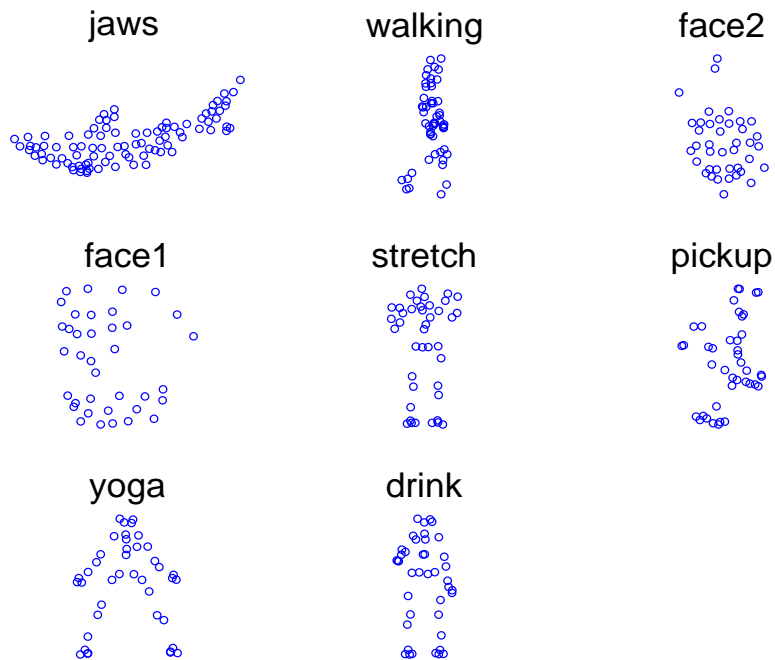 jaws
walking
face2
face1
stretch
pickup
yoga
drink